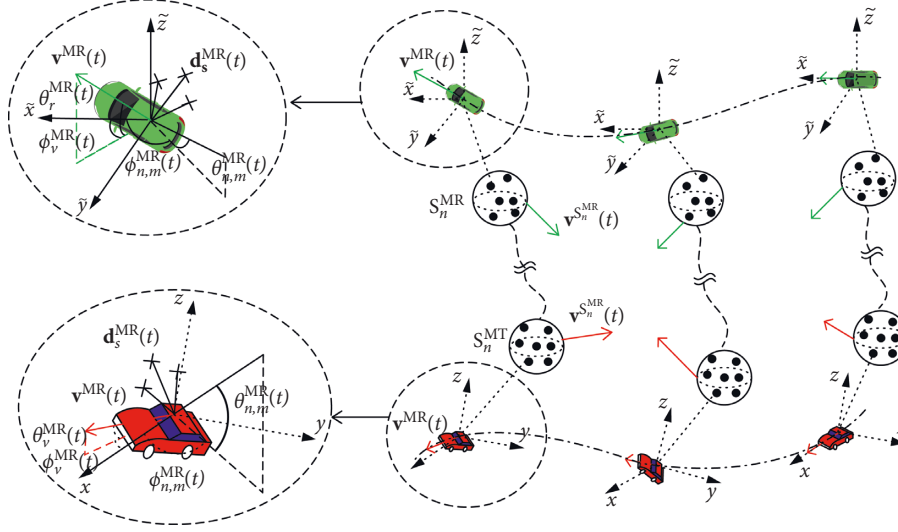 z̃
v^MR(t)
d_s^MR(t)
θ_r^MR(t)
x̃
ϕ_v^MR(t)
ϕ_n,m^MR(t)
θ_n,m^MR(t)
ỹ
z̃
v^MR(t)
x̃
ỹ
z̃
x̃
ỹ
z̃
x̃
ỹ
S_n^MR
v^S_n^MR(t)
v^S_n^MR(t)
S_n^MT
z
d_s^MR(t)
v^MR(t)
θ_n,m^MR(t)
θ_v^MR(t)
y
ϕ_v^MR(t)
x
ϕ_n,m^MR(t)
z
v^MR(t)
y
z
x
y
z
x